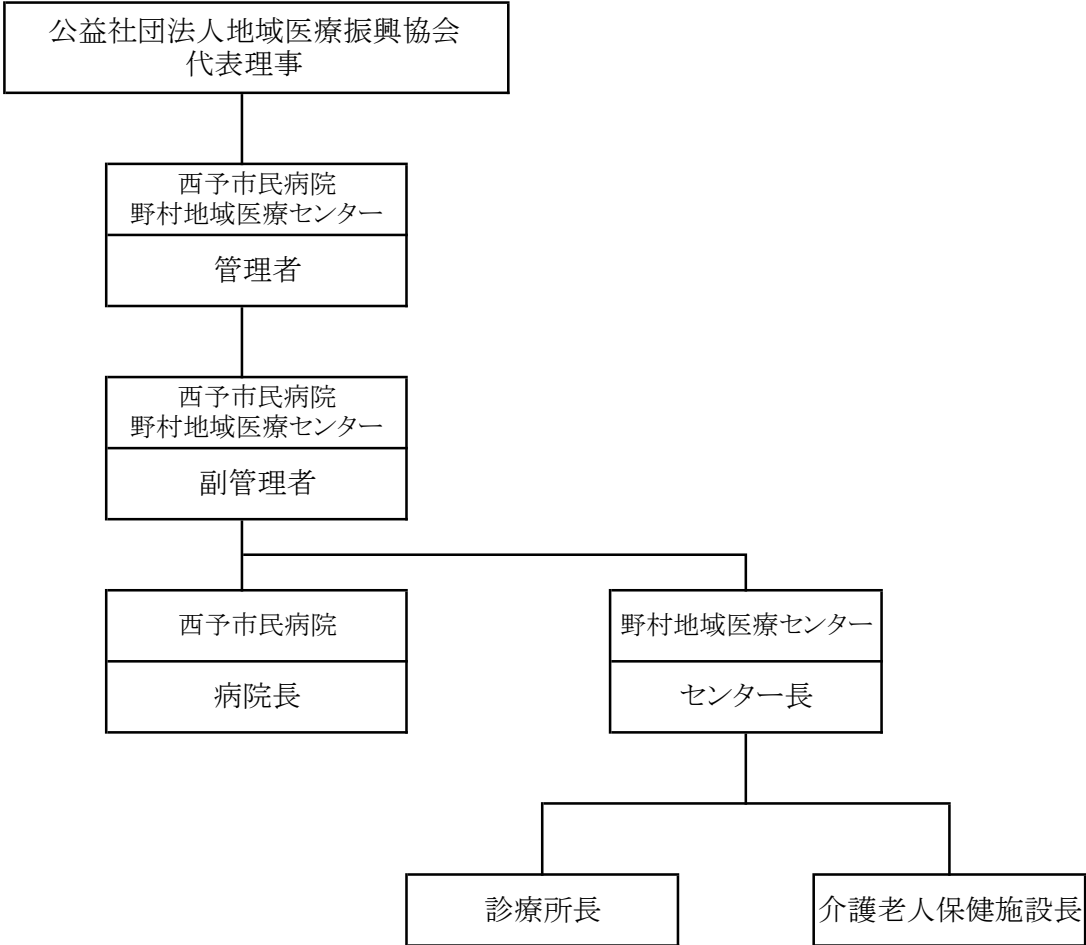 公益社団法人地域医療振興協会
代表理事
西予市民病院
野村地域医療センター
管理者
西予市民病院
野村地域医療センター
副管理者
西予市民病院
病院長
野村地域医療センター
センター長
診療所長
介護老人保健施設長